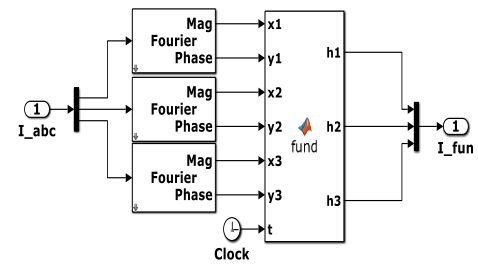 1
I_abc
Mag
Fourier
Phase
Mag
Fourier
Phase
Mag
Fourier
Phase
Clock
x1
y1
x2
y2
x3
y3
t
fund
h1
h2
h3
1
I_fun